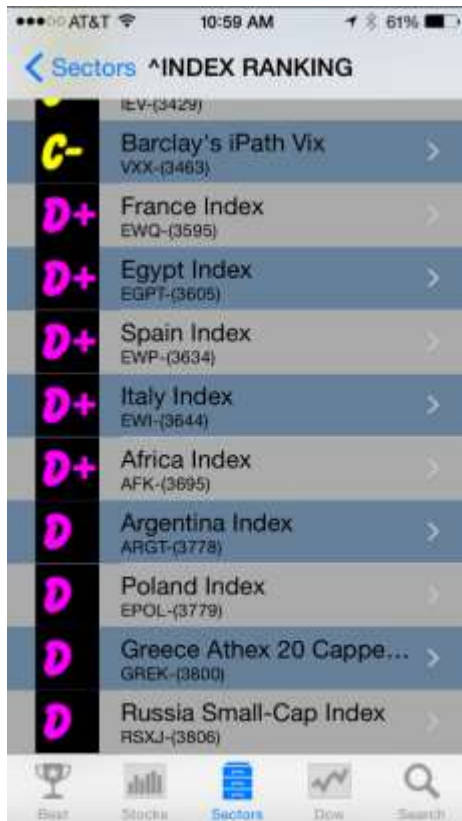 AT&T 10:59 AM 61%
Sectors ^INDEX RANKING
IEV-(3429)
C- Barclay's iPath Vix
VXX-(3463)
D+ France Index
EWQ-(3595)
D+ Egypt Index
EGPT-(3605)
D+ Spain Index
EWP-(3634)
D+ Italy Index
EWI-(3644)
D+ Africa Index
AFK-(3695)
D Argentina Index
ARGT-(3778)
D Poland Index
EPOL-(3779)
D Greece Athex 20 Cappe...
GREK-(3800)
D Russia Small-Cap Index
RSXJ-(3806)
Best Stocks Sectors Dow Search